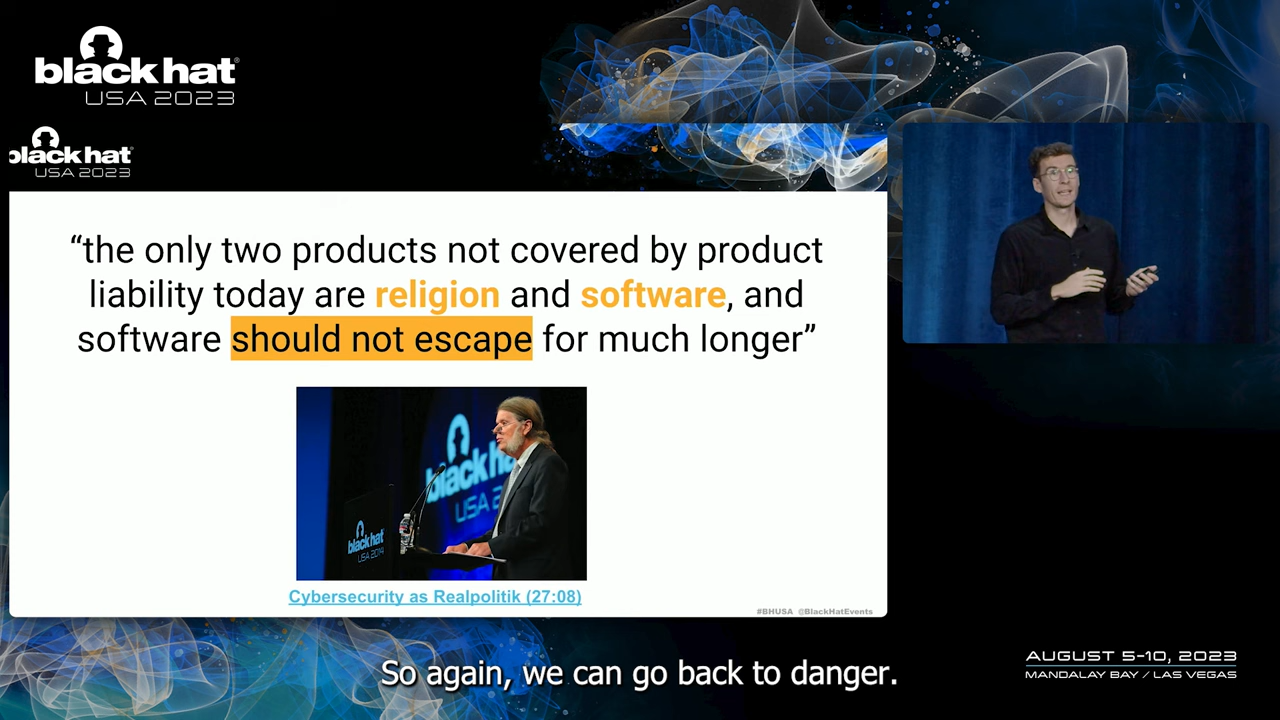 black hat®
USA 2023
black hat
USA 2023
“the only two products not covered by product
liability today are religion and software, and
software should not escape for much longer”
black ha
USA 2
black hat
USA 2014
Cybersecurity as Realpolitik (27:08)
#BHUSA @BlackHatEvents
So again, we can go back to danger.
AUGUST 5-10, 2023
MANDALAY BAY / LAS VEGAS